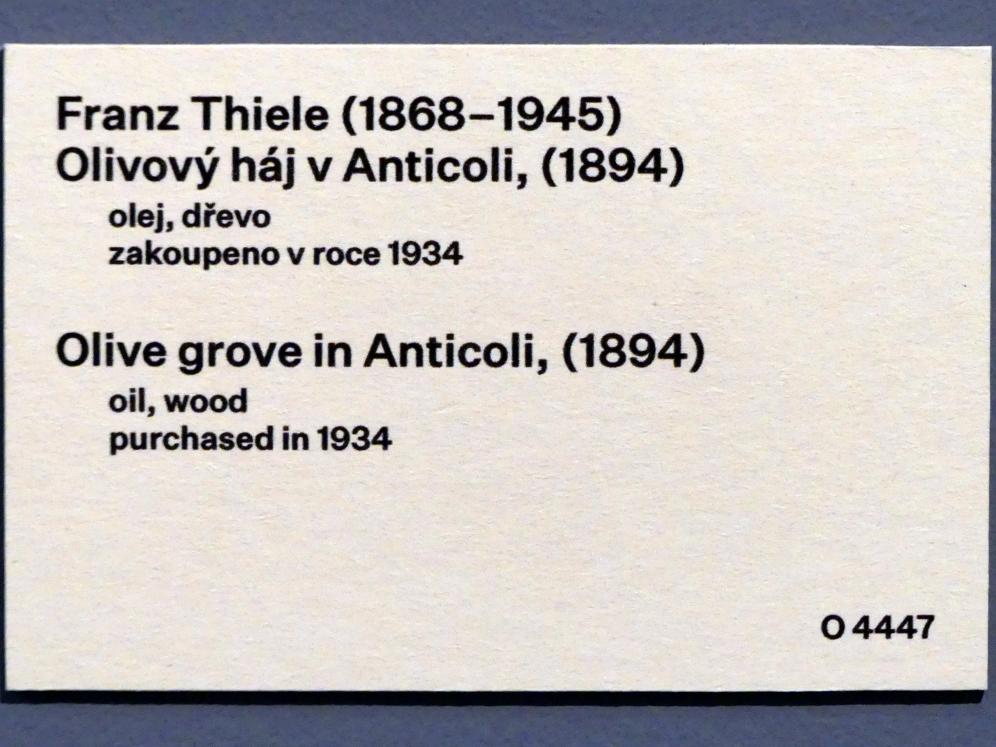 Franz Thiele (1868–1945)
Olivový háj v Anticoli, (1894)
olej, dřevo
zakoupeno v roce 1934
Olive grove in Anticoli, (1894)
oil, wood
purchased in 1934
O 4447